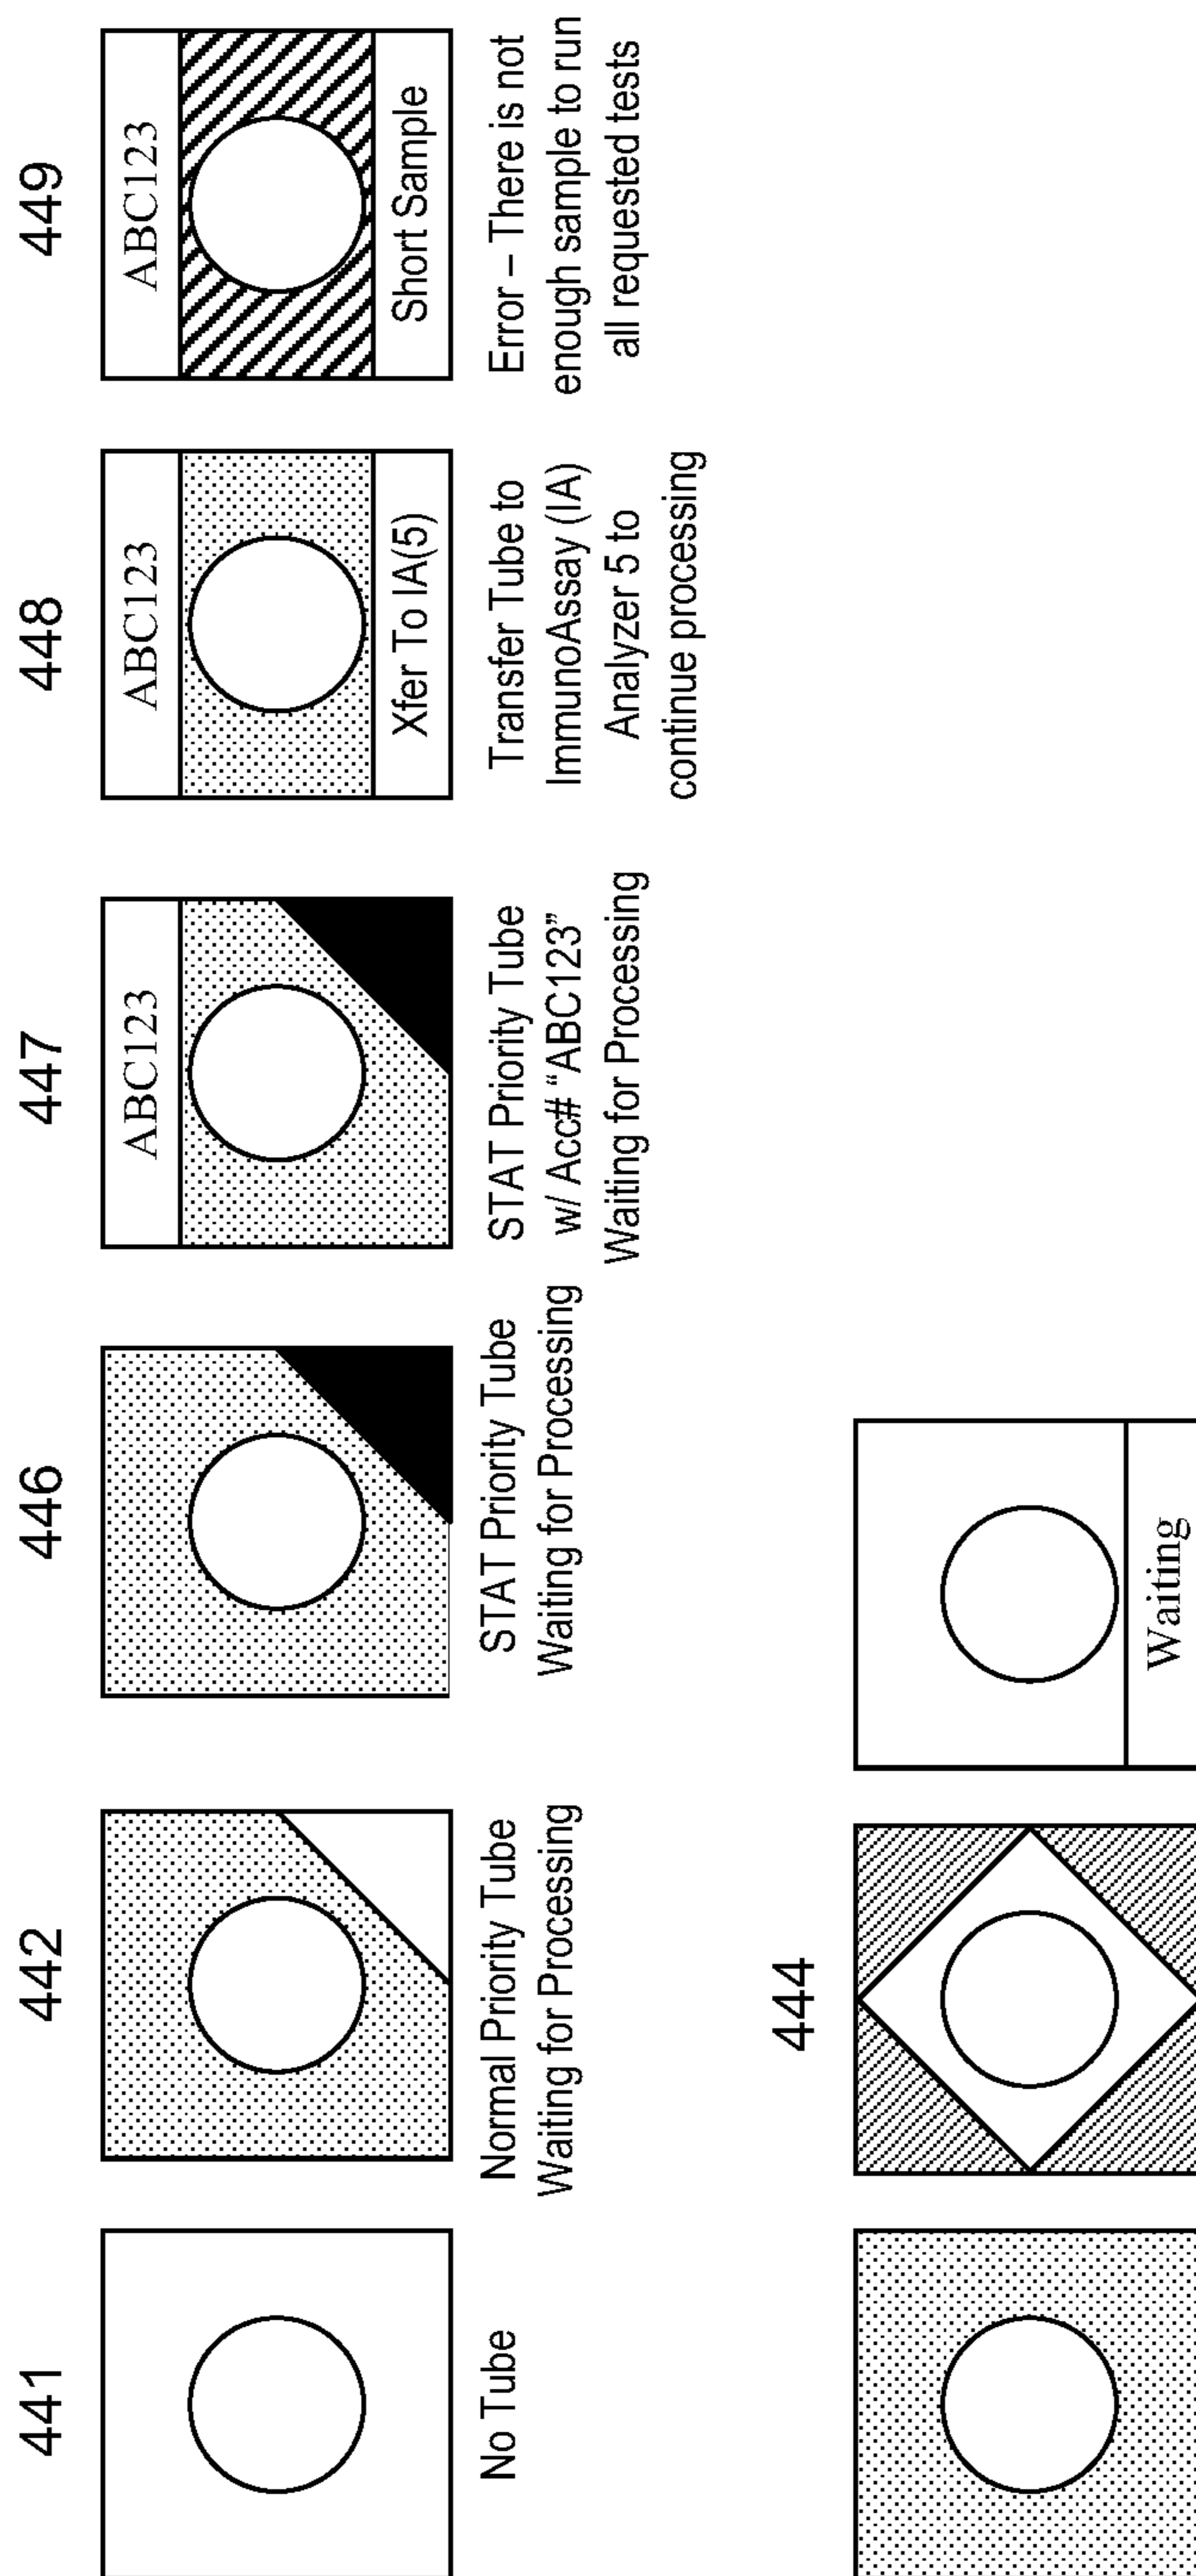 441
No Tube
442
Normal Priority Tube
Waiting for Processing
446
STAT Priority Tube
Waiting for Processing
447
ABC123
STAT Priority Tube
w/ Acc# “ABC123”
Waiting for Processing
448
ABC123
Xfer To IA(5)
Transfer Tube to
ImmunoAssay (IA)
Analyzer 5 to
continue processing
449
ABC123
Short Sample
Error – There is not
enough sample to run
all requested tests
444
Waiting